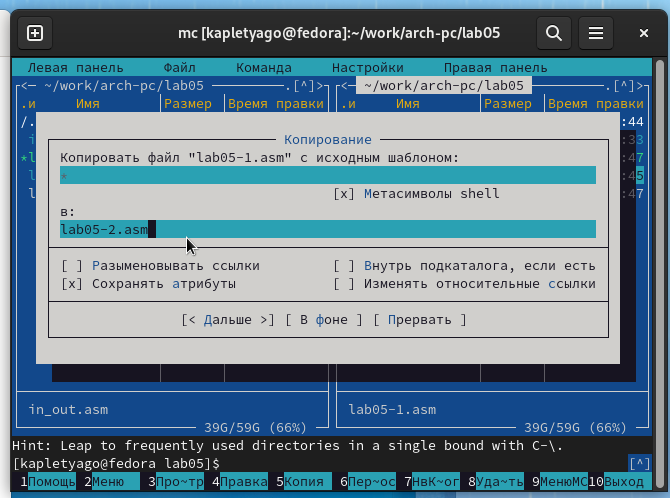 mc [kapletyago@fedora]:~/work/arch-pc/lab05
Левая панель Файл Команда Настройки Правая панель
<─ ~/work/arch-pc/lab05 .[^]> <─ ~/work/arch-pc/lab05 .[^]>
.и Имя Размер Время правки .и Имя Размер Время правки
/. :44
Копирование
i :33
Копировать файл "lab05-1.asm" с исходным шаблоном:
*l :47
*
l :45
[x] Метасимволы shell
l :47
в:
lab05-2.asm
[ ] Разыменовывать ссылки [ ] Внутрь подкаталога, если есть
[x] Сохранять атрибуты [ ] Изменять относительные ссылки
[< Дальше >] [ В фоне ] [ Прервать ]
in_out.asm lab05-1.asm
39G/59G (66%) 39G/59G (66%)
Hint: Leap to frequently used directories in a single bound with C-\.
[kapletyago@fedora lab05]$ [^]
1Помощь 2Меню 3Про~тр 4Правка 5Копия 6Пер~ос 7НвК~ог 8Уда~ть 9МенюМС 10Выход